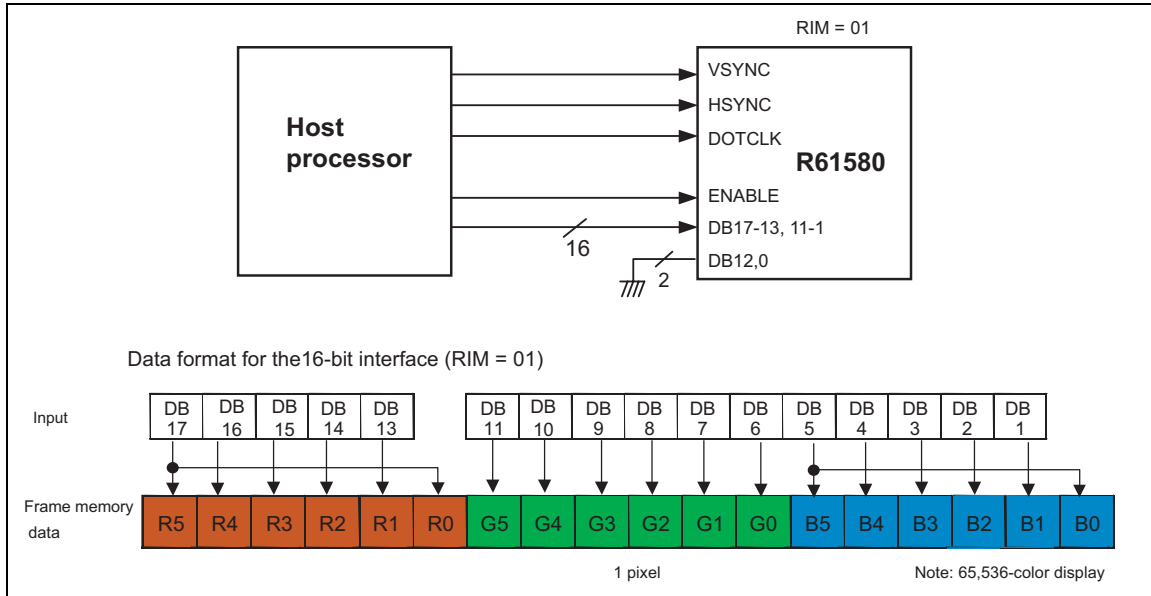 RIM = 01
Host
processor
VSYNC
HSYNC
DOTCLK
R61580
ENABLE
DB17-13, 11-1
16
DB12,0
2
Data format for the16-bit interface (RIM = 01)
Input
DB 17 DB 16 DB 15 DB 14 DB 13 DB 11 DB 10 DB 9 DB 8 DB 7 DB 6 DB 5 DB 4 DB 3 DB 2 DB 1
Frame memory
data
R5 R4 R3 R2 R1 R0 G5 G4 G3 G2 G1 G0 B5 B4 B3 B2 B1 B0
1 pixel
Note: 65,536-color display